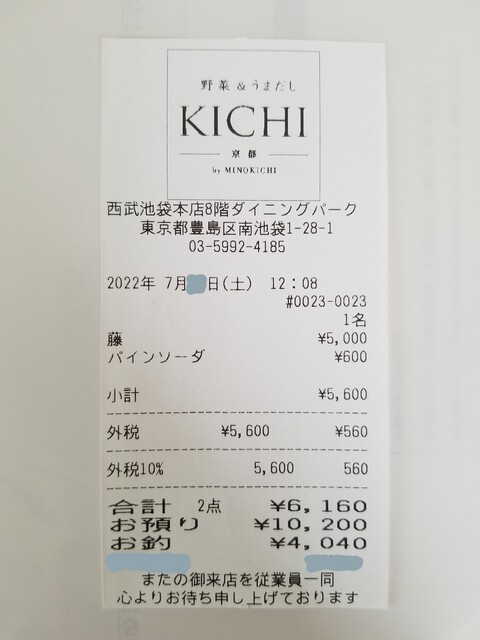 野菜&うまだし
KICHI
京都
by MINOKICHI
西武池袋本店8階ダイニングパーク
東京都豊島区南池袋1-28-1
03-5992-4185
2022年 7月 日(土) 12:08
#0023-0023
1名
藤 ¥5,000
パインソーダ ¥600
小計 ¥5,600
外税 ¥5,600 ¥560
外税10% 5,600 560
合計 2点 ¥6,160
お預り ¥10,200
お釣 ¥4,040
またの御来店を従業員一同
心よりお待ち申し上げております